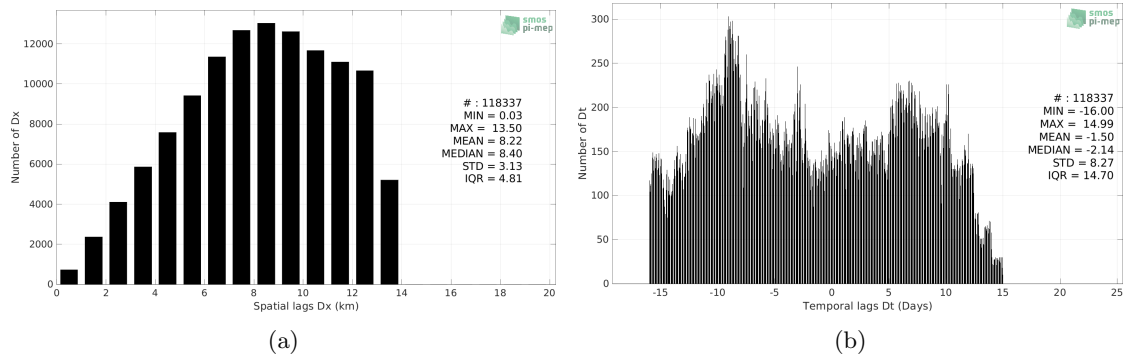 smos
pi-mep
12000
10000
8000
6000
4000
2000
0
Number of Dx
# : 118337
MIN = 0.03
MAX = 13.50
MEAN = 8.22
MEDIAN = 8.40
STD = 3.13
IQR = 4.81
0 2 4 6 8 10 12 14 16 18 20
Spatial lags Dx (km)
(a)
smos
pi-mep
300
250
200
150
100
50
0
Number of Dt
# : 118337
MIN = -16.00
MAX = 14.99
MEAN = -1.50
MEDIAN = -2.14
STD = 8.27
IQR = 14.70
-15 -10 -5 0 5 10 15 20 25
Temporal lags Dt (Days)
(b)